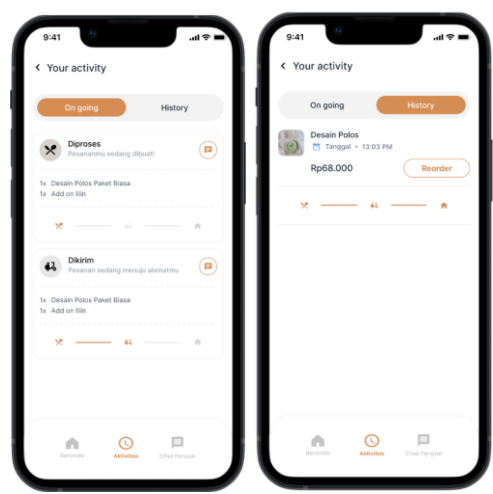 9:41
Your activity
On going
History
Diproses
Pesananmu sedang dibuat!
1x Desain Polos Paket Biasa
1x Add on lilin
Dikirim
Pesanan sedang menuju alamatmu
1x Desain Polos Paket Biasa
1x Add on lilin
Beranda
Aktivitas
Chat Penjual
9:41
Your activity
On going
History
Desain Polos
Tanggal • 13:03 PM
Rp68.000
Reorder
Beranda
Aktivitas
Chat Penjual